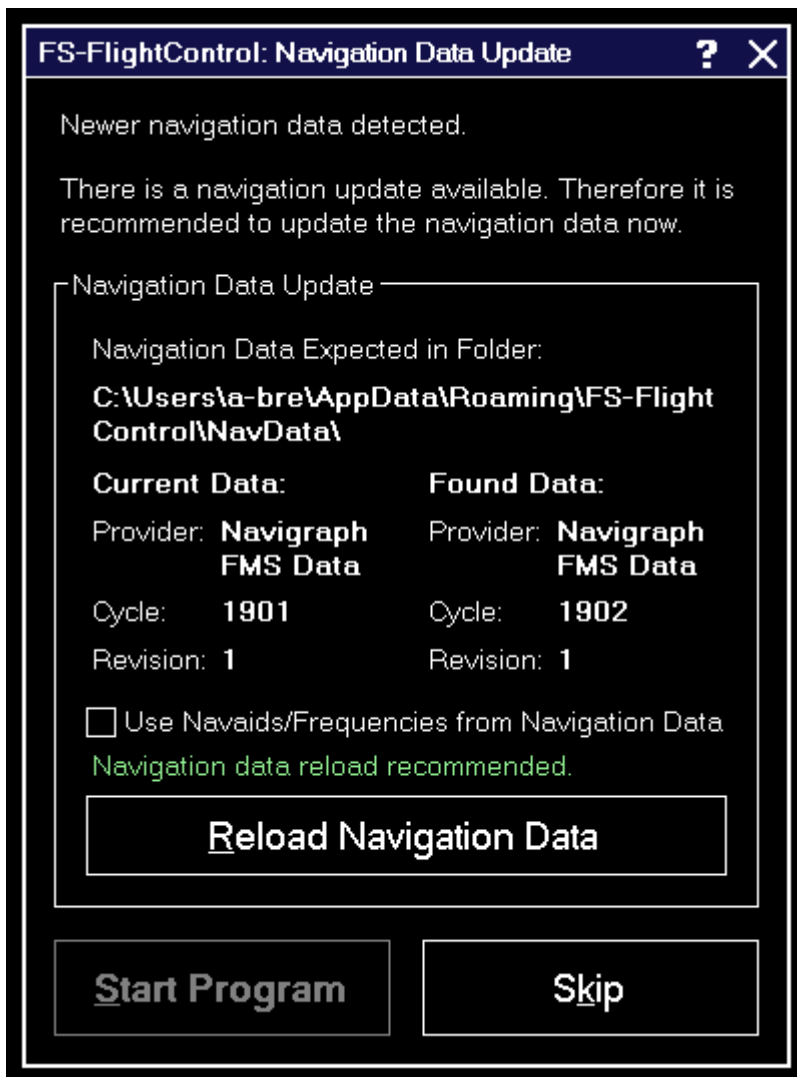 FS-FlightControl: Navigation Data Update ? X
Newer navigation data detected.
There is a navigation update available. Therefore it is
recommended to update the navigation data now.
Navigation Data Update
Navigation Data Expected in Folder:
C:\Users\a-bre\AppData\Roaming\FS-Flight
Control\NavData\
Current Data: Found Data:
Provider: Navigraph Provider: Navigraph
FMS Data FMS Data
Cycle: 1901 Cycle: 1902
Revision: 1 Revision: 1
Use Navaids/Frequencies from Navigation Data
Navigation data reload recommended.
Reload Navigation Data
Start Program Skip